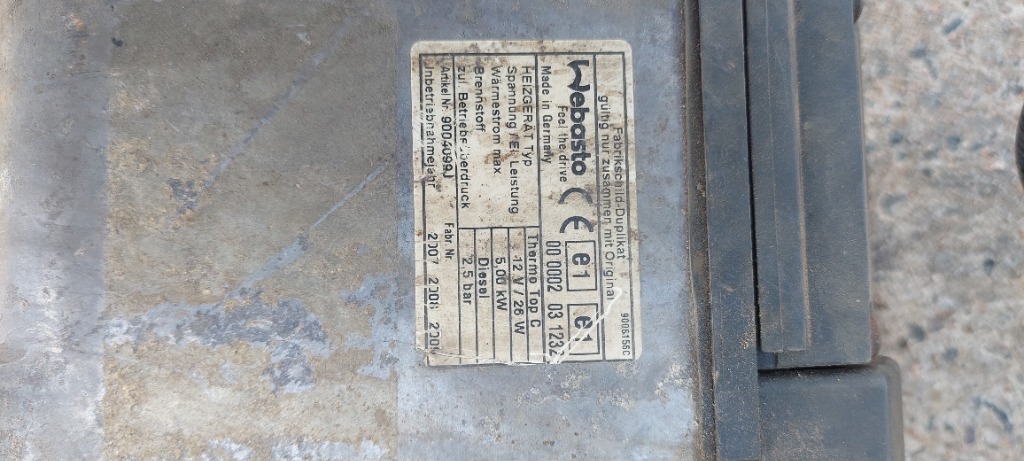 Fabrikschild-Duplikat
gültig nur zusammen mit Original
9006156C
Webasto CE e1 e1
Feel the drive
00 0002 03 1232
Made in Germany
HEIZGERÄT Typ Thermo Top C
Spannung / El. Leistung 12 V / 26 W
Wärmestrom max 5,00 kW
Brennstoff Diesel
zul. Betriebsüberdruck 2,5 bar
Artikel Nr. 9004099J Fabr Nr.
Inbetriebnahmejahr 2007 2008